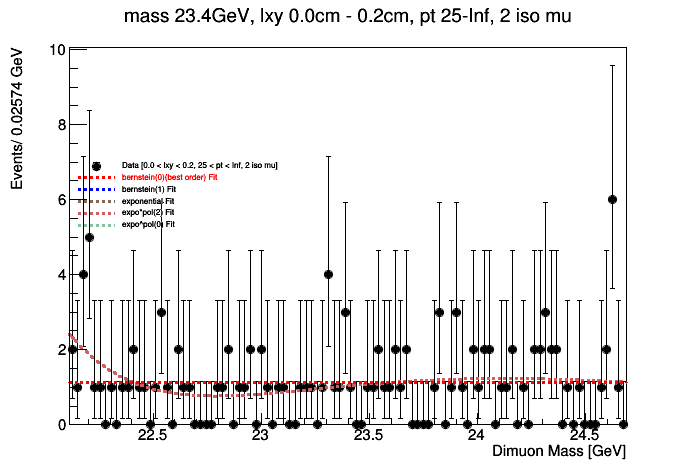 mass 23.4GeV, lxy 0.0cm - 0.2cm, pt 25-Inf, 2 iso mu
Events/ 0.02574 GeV
10
8
6
4
2
0
Data [0.0 < lxy < 0.2, 25 < pt < Inf, 2 iso mu]
bernstein(0)(best order) Fit
bernstein(1) Fit
exponential Fit
expo*pol(2) Fit
expo*pol(0) Fit
22.5 23 23.5 24 24.5
Dimuon Mass [GeV]